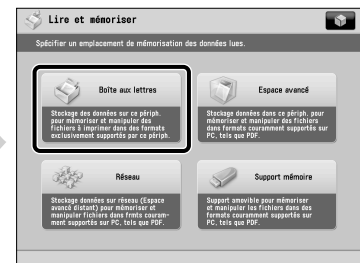 Lire et mémoriser
Spécifier un emplacement de mémorisation des données lues.
Boîte aux lettres
Stockage des données sur ce périph.
pour mémoriser et manipuler des
fichiers à imprimer dans des formats
exclusivement supportés par ce périph.
Espace avancé
Stockage données dans ce périph. pour
mémoriser et manipuler des fichiers
dans formats couramment supportés sur
PC, tels que PDF.
Réseau
Stockage données sur réseau (Espace
avancé distant) pour mémoriser et
manipuler fichiers dans frmts couram-
ment supportés sur PC, tels que PDF.
Support mémoire
Support amovible pour mémoriser
et manipuler les fichiers dans des
formats couramment supportés sur
PC, tels que PDF.